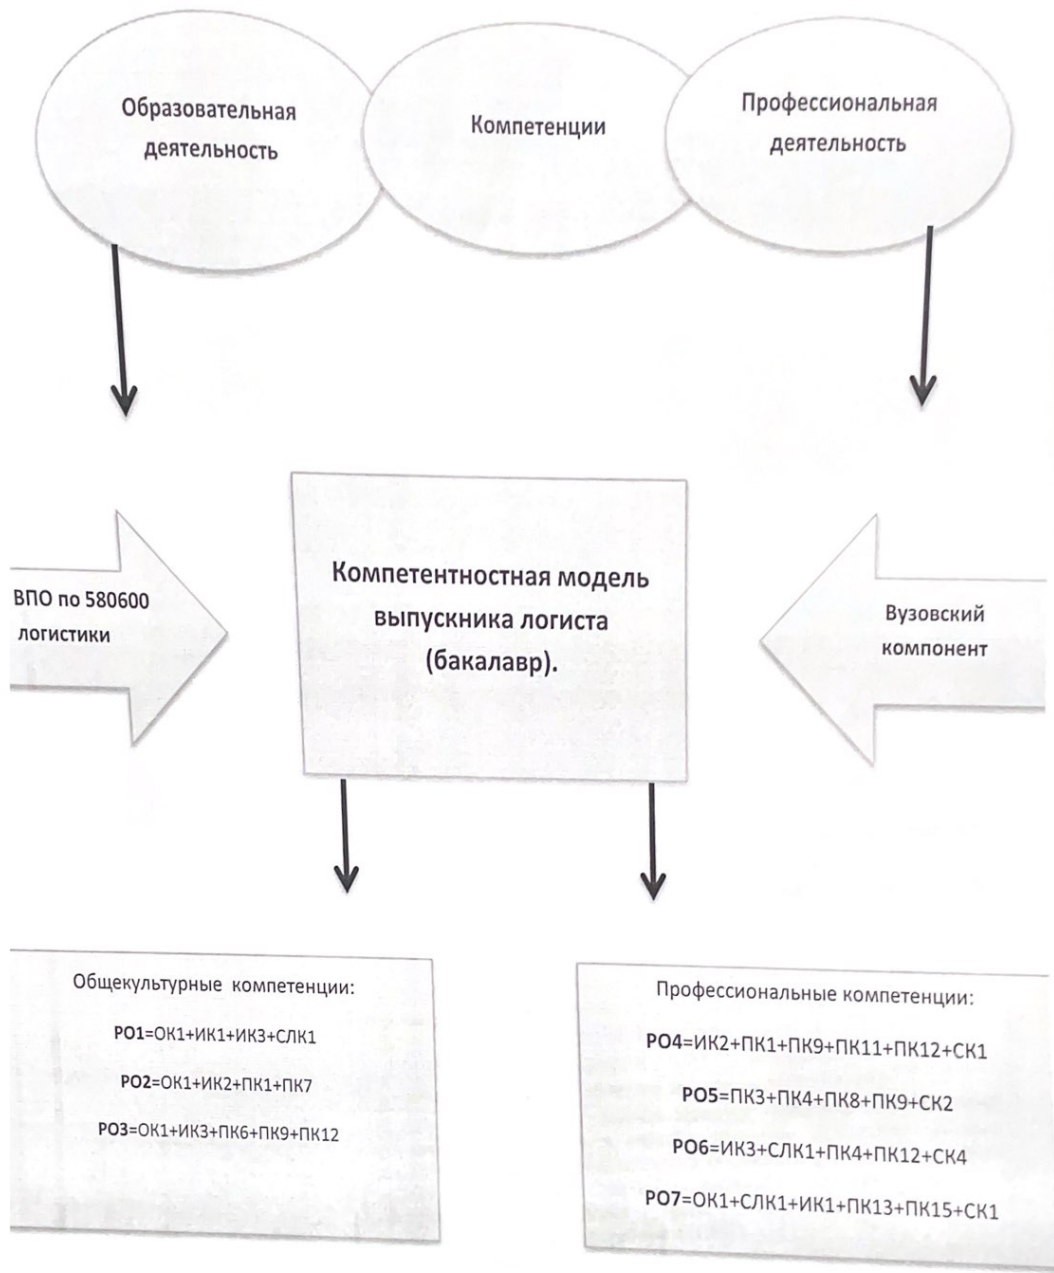 Образовательная
деятельность
Компетенции
Профессиональная
деятельность
ВПО по 580600
логистики
Компетентностная модель
выпускника логиста
(бакалавр).
Вузовский
компонент
Общекультурные компетенции:
РО1=ОК1+ИК1+ИК3+СЛК1
РО2=ОК1+ИК2+ПК1+ПК7
РО3=ОК1+ИК3+ПК6+ПК9+ПК12
Профессиональные компетенции:
РО4=ИК2+ПК1+ПК9+ПК11+ПК12+СК1
РО5=ПК3+ПК4+ПК8+ПК9+СК2
РО6=ИК3+СЛК1+ПК4+ПК12+СК4
РО7=ОК1+СЛК1+ИК1+ПК13+ПК15+СК1